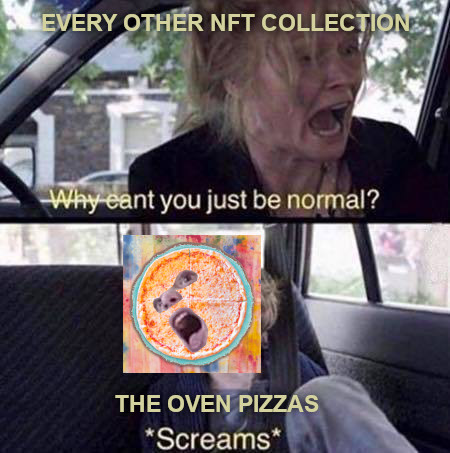 EVERY OTHER NFT COLLECTION
Why cant you just be normal?
THE OVEN PIZZAS
*Screams*